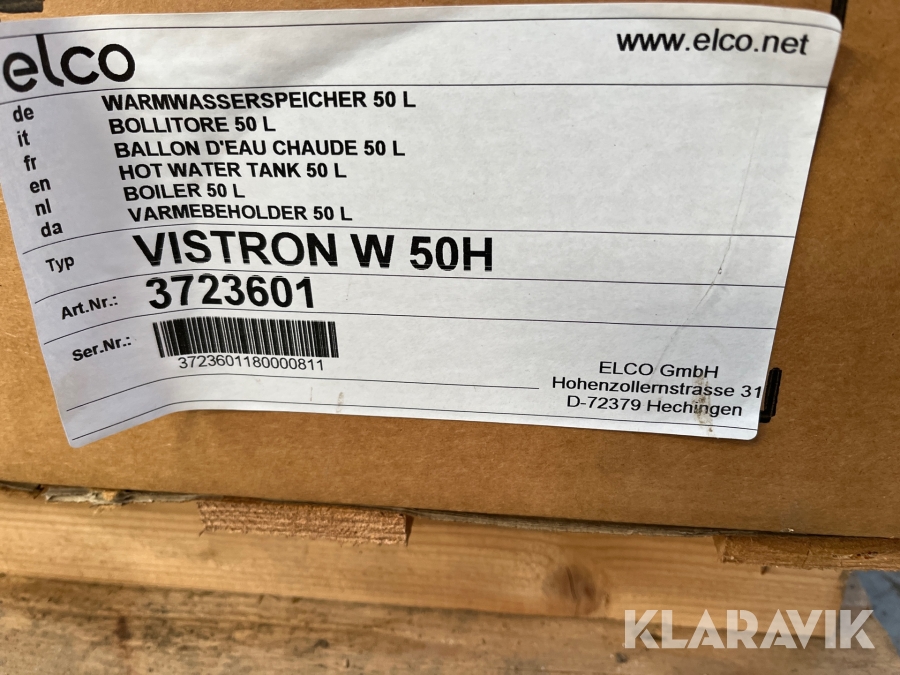 elco
www.elco.net
de WARMWASSERSPEICHER 50 L
it BOLLITORE 50 L
fr BALLON D'EAU CHAUDE 50 L
en HOT WATER TANK 50 L
nl BOILER 50 L
da VARMEBEHOLDER 50 L
Typ VISTRON W 50H
Art.Nr.: 3723601
Ser.Nr.:
3723601180000811
ELCO GmbH
Hohenzollernstrasse 31
D-72379 Hechingen
KLARAVIK